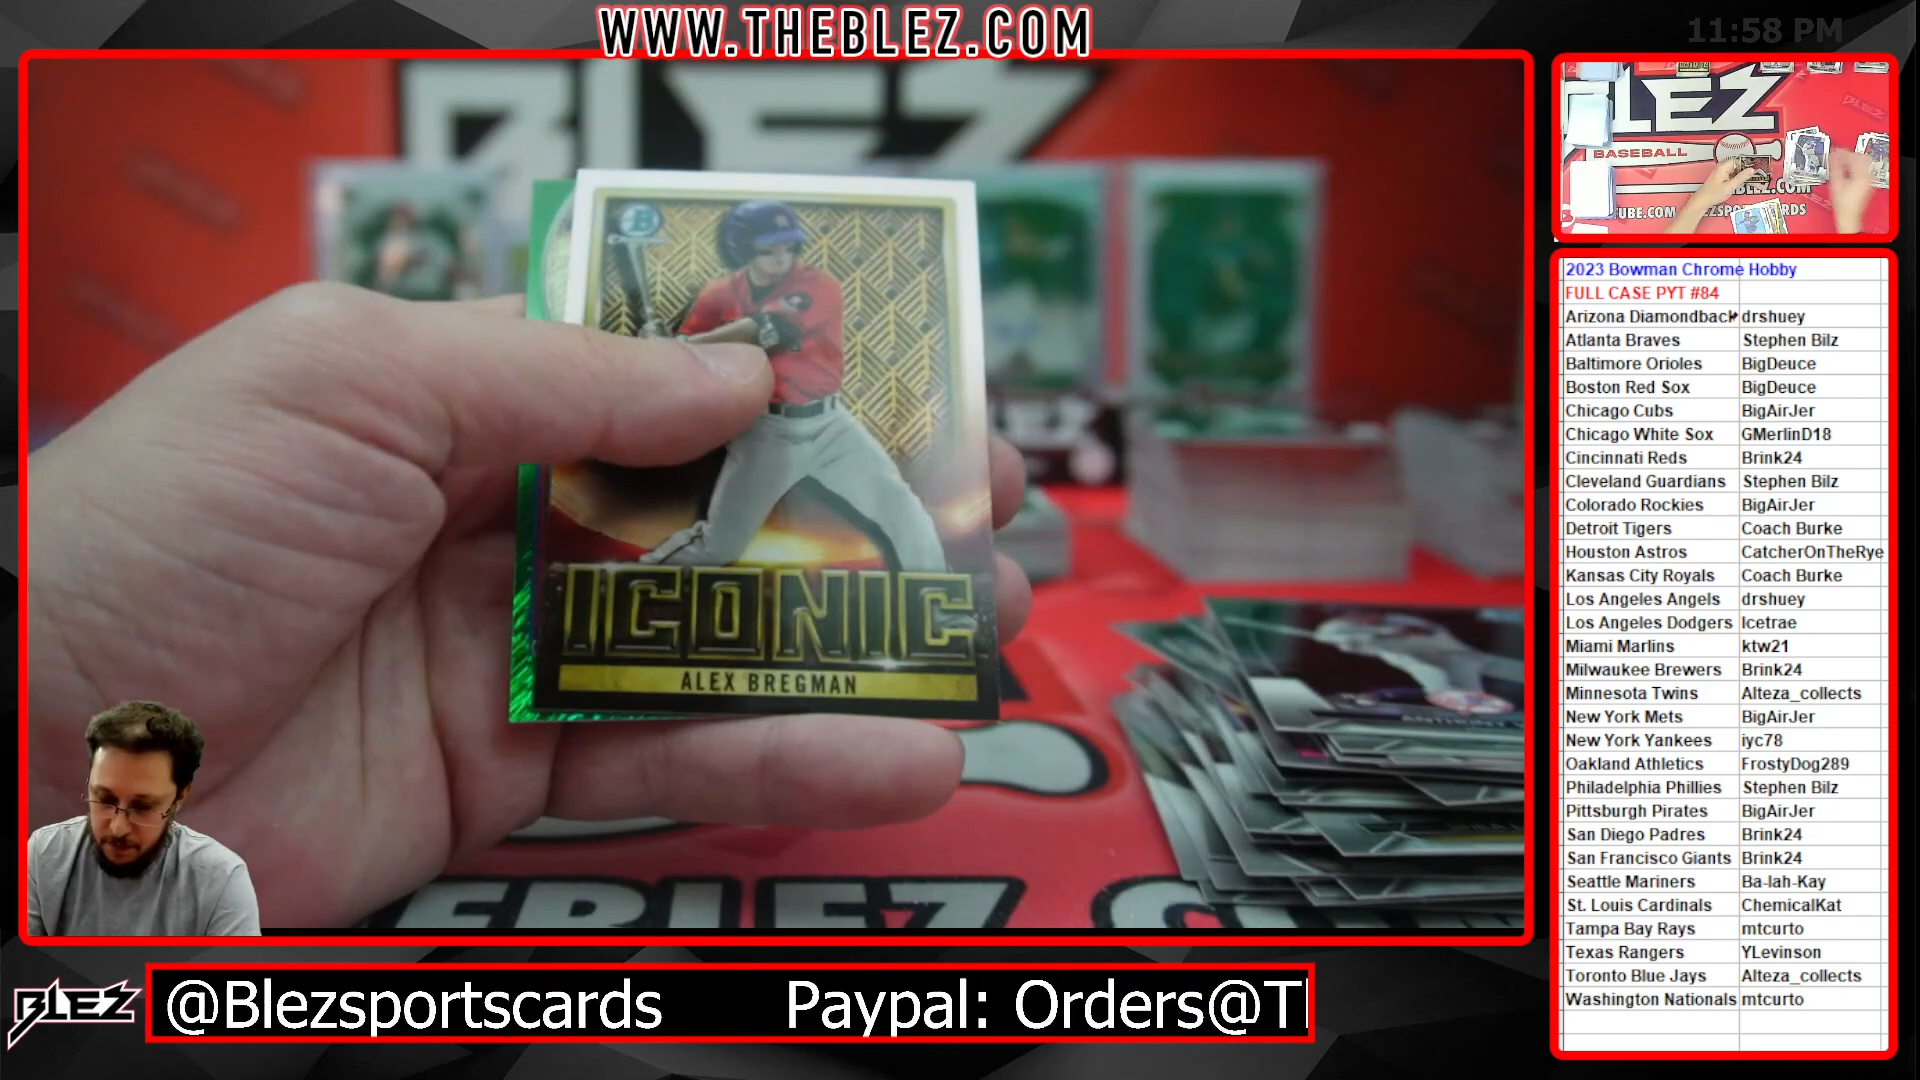 WWW.THEBLEZ.COM
11:58 PM
BLEZ
ICONIC
ALEX BREGMAN
BLEZ
BASEBALL
2023 Bowman Chrome Hobby
FULL CASE PYT #84
Arizona Diamondback drshuey
Atlanta Braves Stephen Bilz
Baltimore Orioles BigDeuce
Boston Red Sox BigDeuce
Chicago Cubs BigAirJer
Chicago White Sox GMerlinD18
Cincinnati Reds Brink24
Cleveland Guardians Stephen Bilz
Colorado Rockies BigAirJer
Detroit Tigers Coach Burke
Houston Astros CatcherOnTheRye
Kansas City Royals Coach Burke
Los Angeles Angels drshuey
Los Angeles Dodgers Icetrae
Miami Marlins ktw21
Milwaukee Brewers Brink24
Minnesota Twins Alteza_collects
New York Mets BigAirJer
New York Yankees iyc78
Oakland Athletics FrostyDog289
Philadelphia Phillies Stephen Bilz
Pittsburgh Pirates BigAirJer
San Diego Padres Brink24
San Francisco Giants Brink24
Seattle Mariners Ba-lah-Kay
St. Louis Cardinals ChemicalKat
Tampa Bay Rays mtcurto
Texas Rangers YLevinson
Toronto Blue Jays Alteza_collects
Washington Nationals mtcurto
BLEZ
@Blezsportscards Paypal: Orders@T